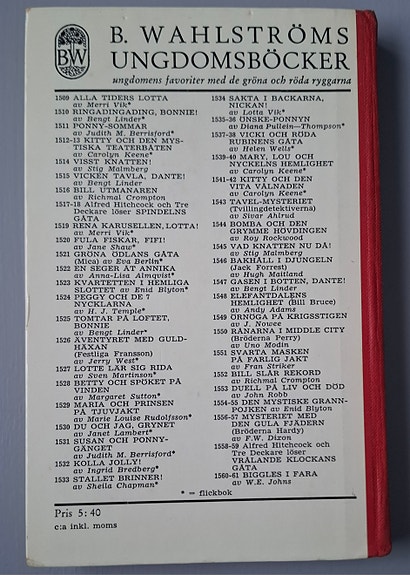 BW
B. WAHLSTRÖMS
UNGDOMSBÖCKER
ungdomens favoriter med de gröna och röda ryggarna
1509 ALLA TIDERS LOTTA
av Merri Vik*
1510 RINGADINGADING, BONNIE!
av Bengt Linder*
1511 PONNY-SOMMAR
av Judith M. Berrisford*
1512-13 KITTY OCH DEN MYS-
TISKA TEATERBÅTEN
av Carolyn Keene*
1514 VISST KNATTEN!
av Stig Malmberg
1515 VICKEN TAVLA, DANTE!
av Bengt Linder
1516 BILL UTMANAREN
av Richmal Crompton
1517-18 Alfred Hitchcock och Tre
Deckare löser SPINDELNS
GÅTA
1519 RENA KARUSELLEN, LOTTA!
av Merri Vik*
1520 FULA FISKAR, FIFI!
av Jane Shaw*
1521 GRÖNA ÖDLANS GÅTA
(Mica) av Eva Berlin*
1522 EN SEGER ÅT ANNIKA
av Anna-Lisa Almqvist*
1523 KVARTETTEN I HEMLIGA
SLOTTET av Enid Blyton*
1524 PEGGY OCH DE 7
NYCKLARNA
av H. J. Temple*
1525 TOMTAR PÅ LOFTET,
BONNIE
av Bengt Linder*
1526 ÄVENTYRET MED GULD-
HÄXAN
(Festliga Fransson)
av Jerry West*
1527 LOTTE LÄR SIG RIDA
av Sven Martinson*
1528 BETTY OCH SPÖKET PÅ
VINDEN
av Margaret Sutton*
1529 MARIA OCH PRINSEN
PÅ TJUVJAKT
av Marie Louise Rudolfsson*
1530 DU OCH JAG, GRYNET
av Janet Lambert*
1531 SUSAN OCH PONNY-
GÄNGET
av Judith M. Berrisford*
1532 KOLLA JOLLY!
av Ingrid Bredberg*
1533 STALLET BRINNER!
av Sheila Chapman*
1534 SAKTA I BACKARNA,
NICKAN!
av Lotta Vik*
1535-36 ÖNSKE-PONNYN
av Diana Pullein-Thompson*
1537-38 VICKI OCH RÖDA
RUBINENS GÅTA
av Helen Wells*
1539-40 MARY, LOU OCH
NYCKELNS HEMLIGHET
av Carolyn Keene*
1541-42 KITTY OCH DEN
VITA VÅLNADEN
av Carolyn Keene*
1543 TAVEL-MYSTERIET
(Tvillingdetektiverna)
av Sivar Ahlrud
1544 BOMBA OCH DEN
GRYMME HÖVDINGEN
av Roy Rockwood
1545 VAD KNATTEN NU DÅ!
av Stig Malmberg
1546 BAKHÅLL I DJUNGELN
(Jack Forrest)
av Hugh Maitland
1547 GASEN I BOTTEN, DANTE!
av Bengt Linder
1548 ELEFANTDALENS
HEMLIGHET (Bill Bruce)
av Andy Adams
1549 ÖRNÖGA PÅ KRIGSSTIGEN
av J. Nowee
1550 RÅNARNA I MIDDLE CITY
(Bröderna Perry)
av Uno Modin
1551 SVARTA MASKEN
PÅ FARLIG JAKT
av Fran Striker
1552 BILL SLÅR REKORD
av Richmal Crompton
1553 DUELL PÅ LIV OCH DÖD
av John Robb
1554-55 DEN MYSTISKE GRANN-
POJKEN av Enid Blyton
1556-57 MYSTERIET MED
DEN GULA FJÄDERN
(Bröderna Hardy)
av F.W. Dixon
1558-59 Alfred Hitchcock och
Tre Deckare löser
VRÅLANDE KLOCKANS
GÅTA
1560-61 BIGGLES I FARA
av W.E. Johns
* = flickbok
Pris 5: 40
c:a inkl. moms